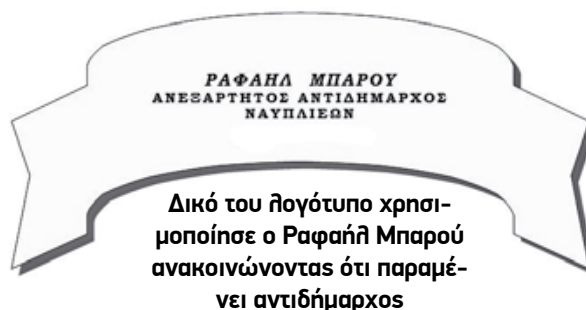 ΡΑΦΑΗΛ ΜΠΑΡΟΥ
ΑΝΕΞΑΡΤΗΤΟΣ ΑΝΤΙΔΗΜΑΡΧΟΣ
ΝΑΥΠΛΙΕΩΝ
Δικό του λογότυπο χρησι-
μοποίησε ο Ραφαήλ Μπαρού
ανακοινώνοντας ότι παραμέ-
νει αντιδήμαρχος